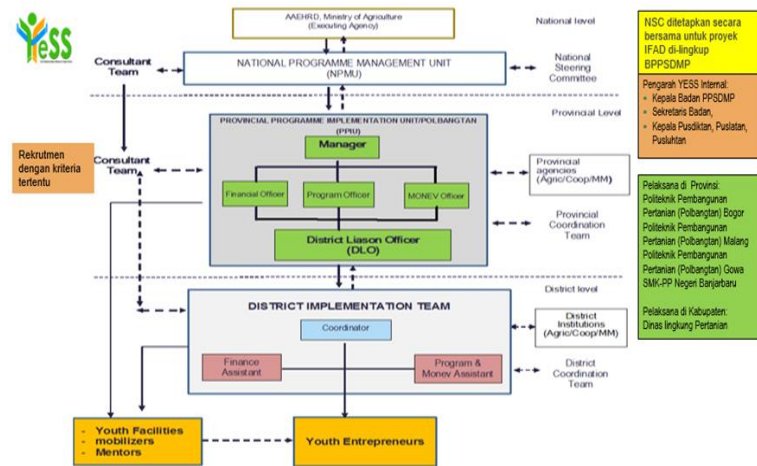 YESS
AAEHRD, Ministry of Agriculture
(Executing Agency)
National level
Consultant
Team
NATIONAL PROGRAMME MANAGEMENT UNIT
(NPMU)
National
Steering
Committee
Provincial Level
PROVINCIAL PROGRAMME IMPLEMENTATION UNIT/POLBANGTAN
(PPIU)
Manager
Rekrutmen
dengan kriteria
tertentu
Consultant
Team
Financial Officer
Program Officer
MONEV Officer
Provincial
agencies
(Agric/Coop/MM)
Provincial
Coordination
Team
District Liason Officer
(DLO)
District level
DISTRICT IMPLEMENTATION TEAM
Coordinator
District
Institutions
(Agric/Coop/MM)
Finance
Assistant
Program &
Monev Assistant
District
Coordination
Team
- Youth Facilities
- mobilizers
- Mentors
Youth Entrepreneurs
NSC ditetapkan secara
bersama untuk proyek
IFAD di-lingkup
BPPSDMP
Pengarah YESS Internal:
• Kepala Badan PPSDMP
• Sekretaris Badan,
• Kepala Pusdiktan, Puslatan,
Pusluhtan
Pelaksana di Provinsi:
Politeknik Pembangunan
Pertanian (Polbangtan) Bogor
Politeknik Pembangunan
Pertanian (Polbangtan) Malang
Politeknik Pembangunan
Pertanian (Polbangtan) Gowa
SMK-PP Negeri Banjarbaru
Pelaksana di Kabupaten:
Dinas lingkung Pertanian